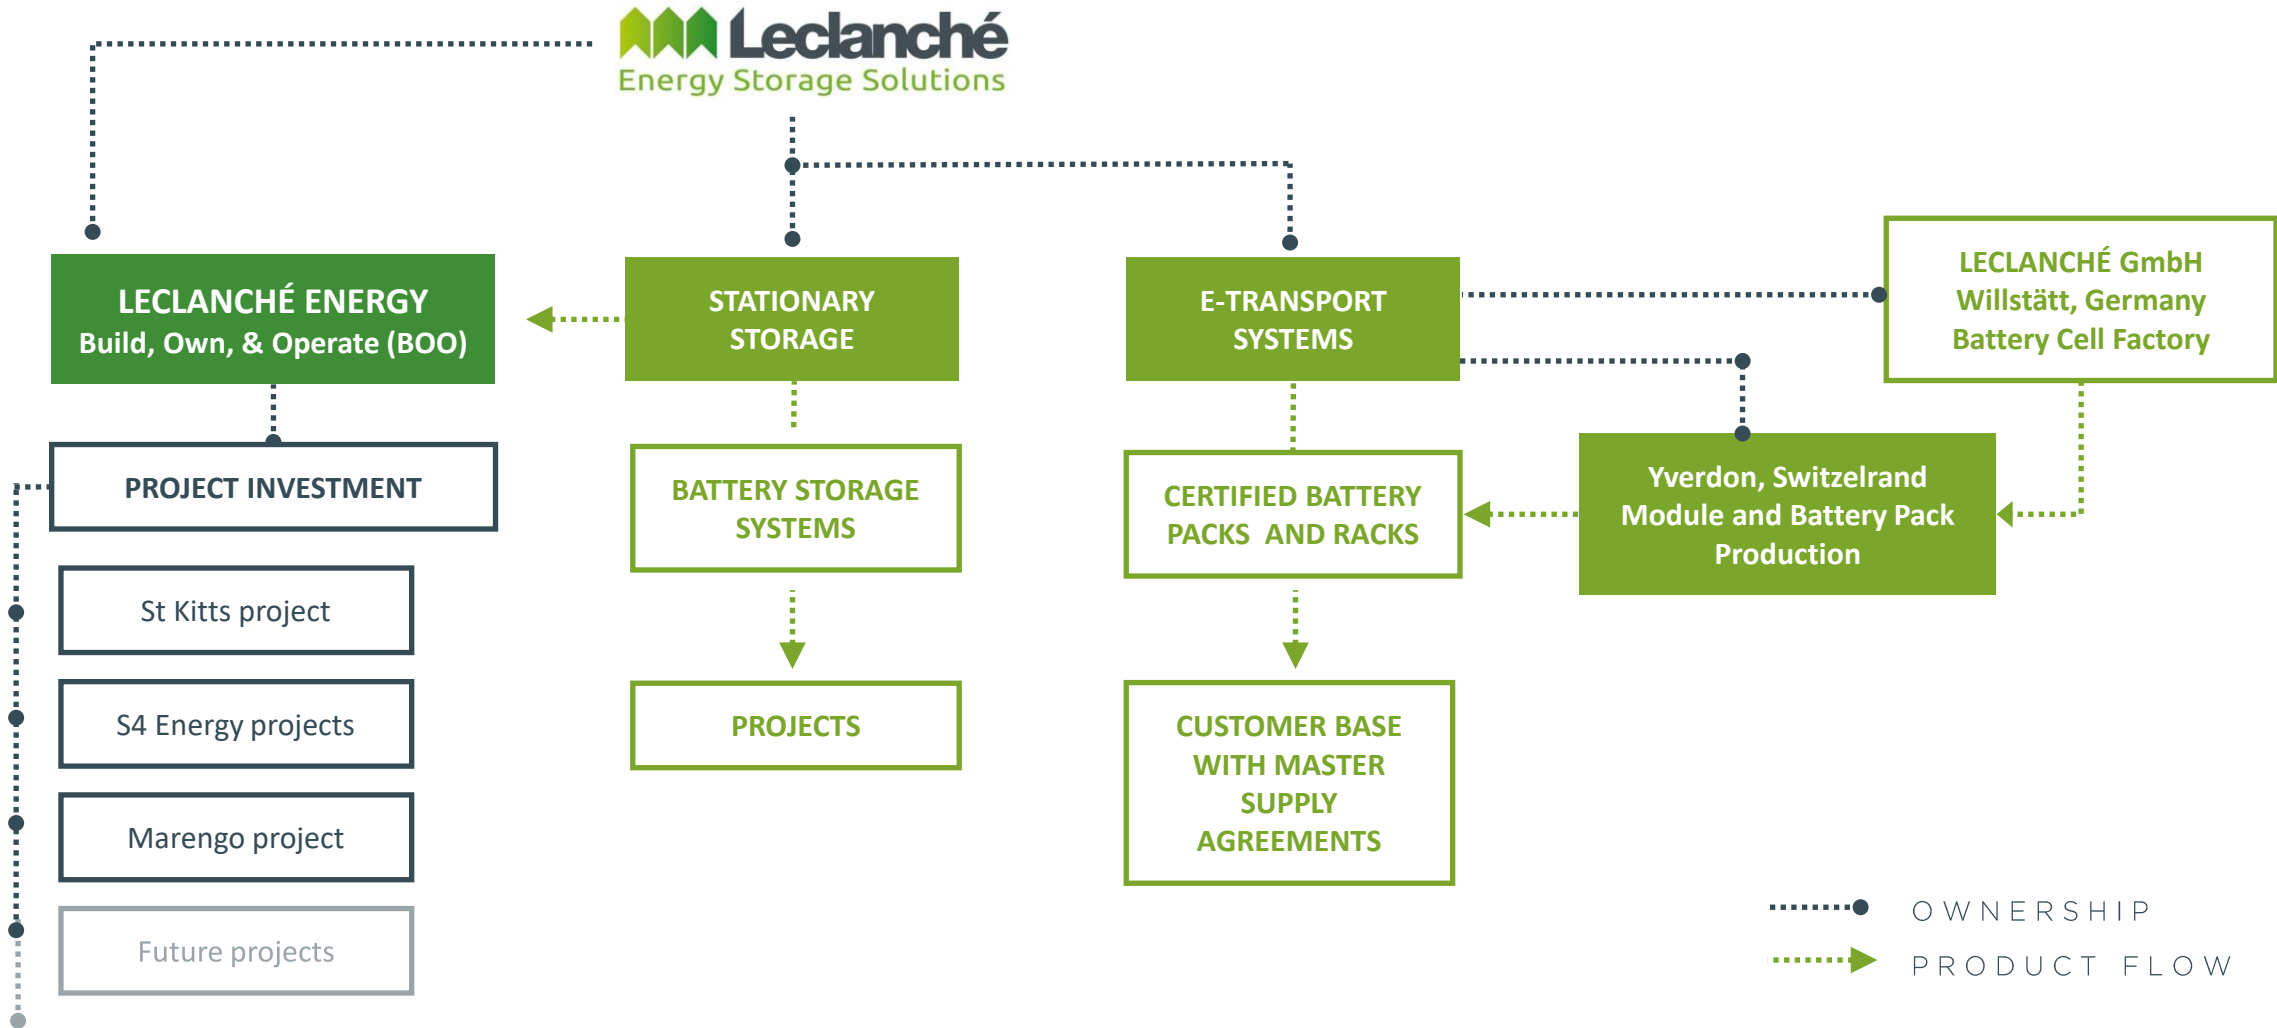 Leclanché
Energy Storage Solutions
LECLANCHÉ ENERGY
Build, Own, & Operate (BOO)
STATIONARY
STORAGE
E-TRANSPORT
SYSTEMS
LECLANCHÉ GmbH
Willstätt, Germany
Battery Cell Factory
PROJECT INVESTMENT
BATTERY STORAGE
SYSTEMS
CERTIFIED BATTERY
PACKS AND RACKS
Yverdon, Switzelrand
Module and Battery Pack
Production
St Kitts project
S4 Energy projects
Marengo project
Future projects
PROJECTS
CUSTOMER BASE
WITH MASTER
SUPPLY
AGREEMENTS
OWNERSHIP
PRODUCT FLOW